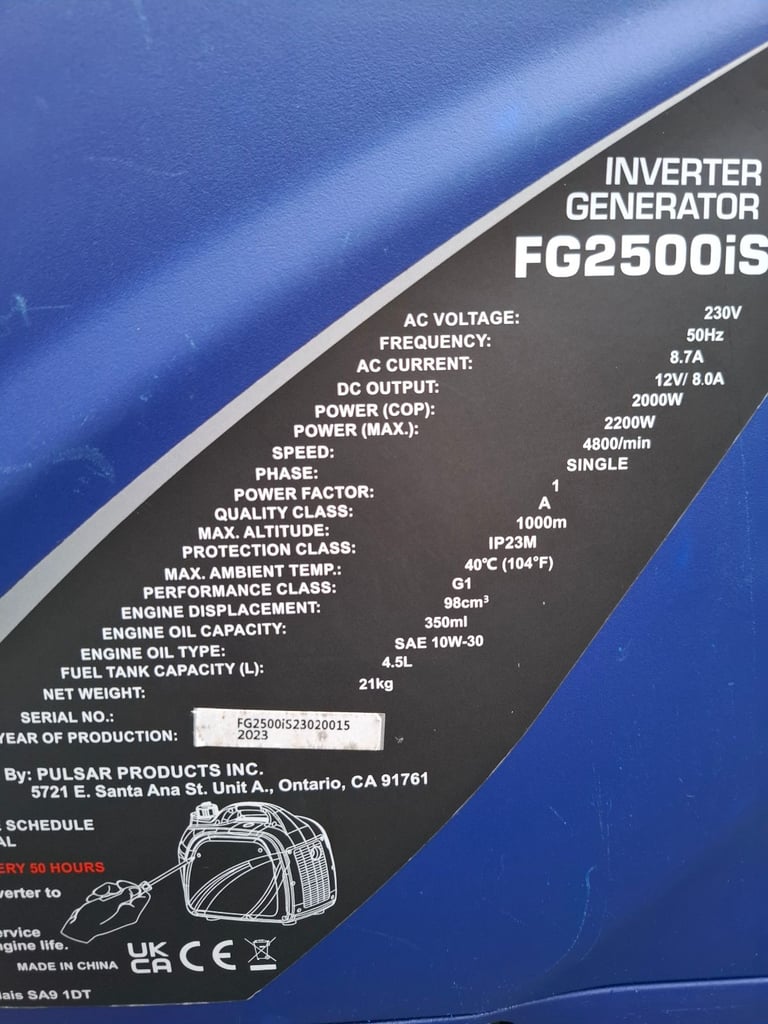 INVERTER
GENERATOR
FG2500iS
AC VOLTAGE: 230V
FREQUENCY: 50Hz
AC CURRENT: 8.7A
DC OUTPUT: 12V/ 8.0A
POWER (COP): 2000W
POWER (MAX.): 2200W
SPEED: 4800/min
PHASE: SINGLE
POWER FACTOR: 1
QUALITY CLASS: A
MAX. ALTITUDE: 1000m
PROTECTION CLASS: IP23M
MAX. AMBIENT TEMP.: 40℃ (104°F)
PERFORMANCE CLASS: G1
ENGINE DISPLACEMENT: 98cm³
ENGINE OIL CAPACITY: 350ml
ENGINE OIL TYPE: SAE 10W-30
FUEL TANK CAPACITY (L): 4.5L
NET WEIGHT: 21kg
SERIAL NO.: FG2500iS23020015
YEAR OF PRODUCTION: 2023
By: PULSAR PRODUCTS INC.
5721 E. Santa Ana St. Unit A., Ontario, CA 91761
SCHEDULE
50 HOURS
to
life.
MADE IN CHINA UK CA CE
SA9 1DT